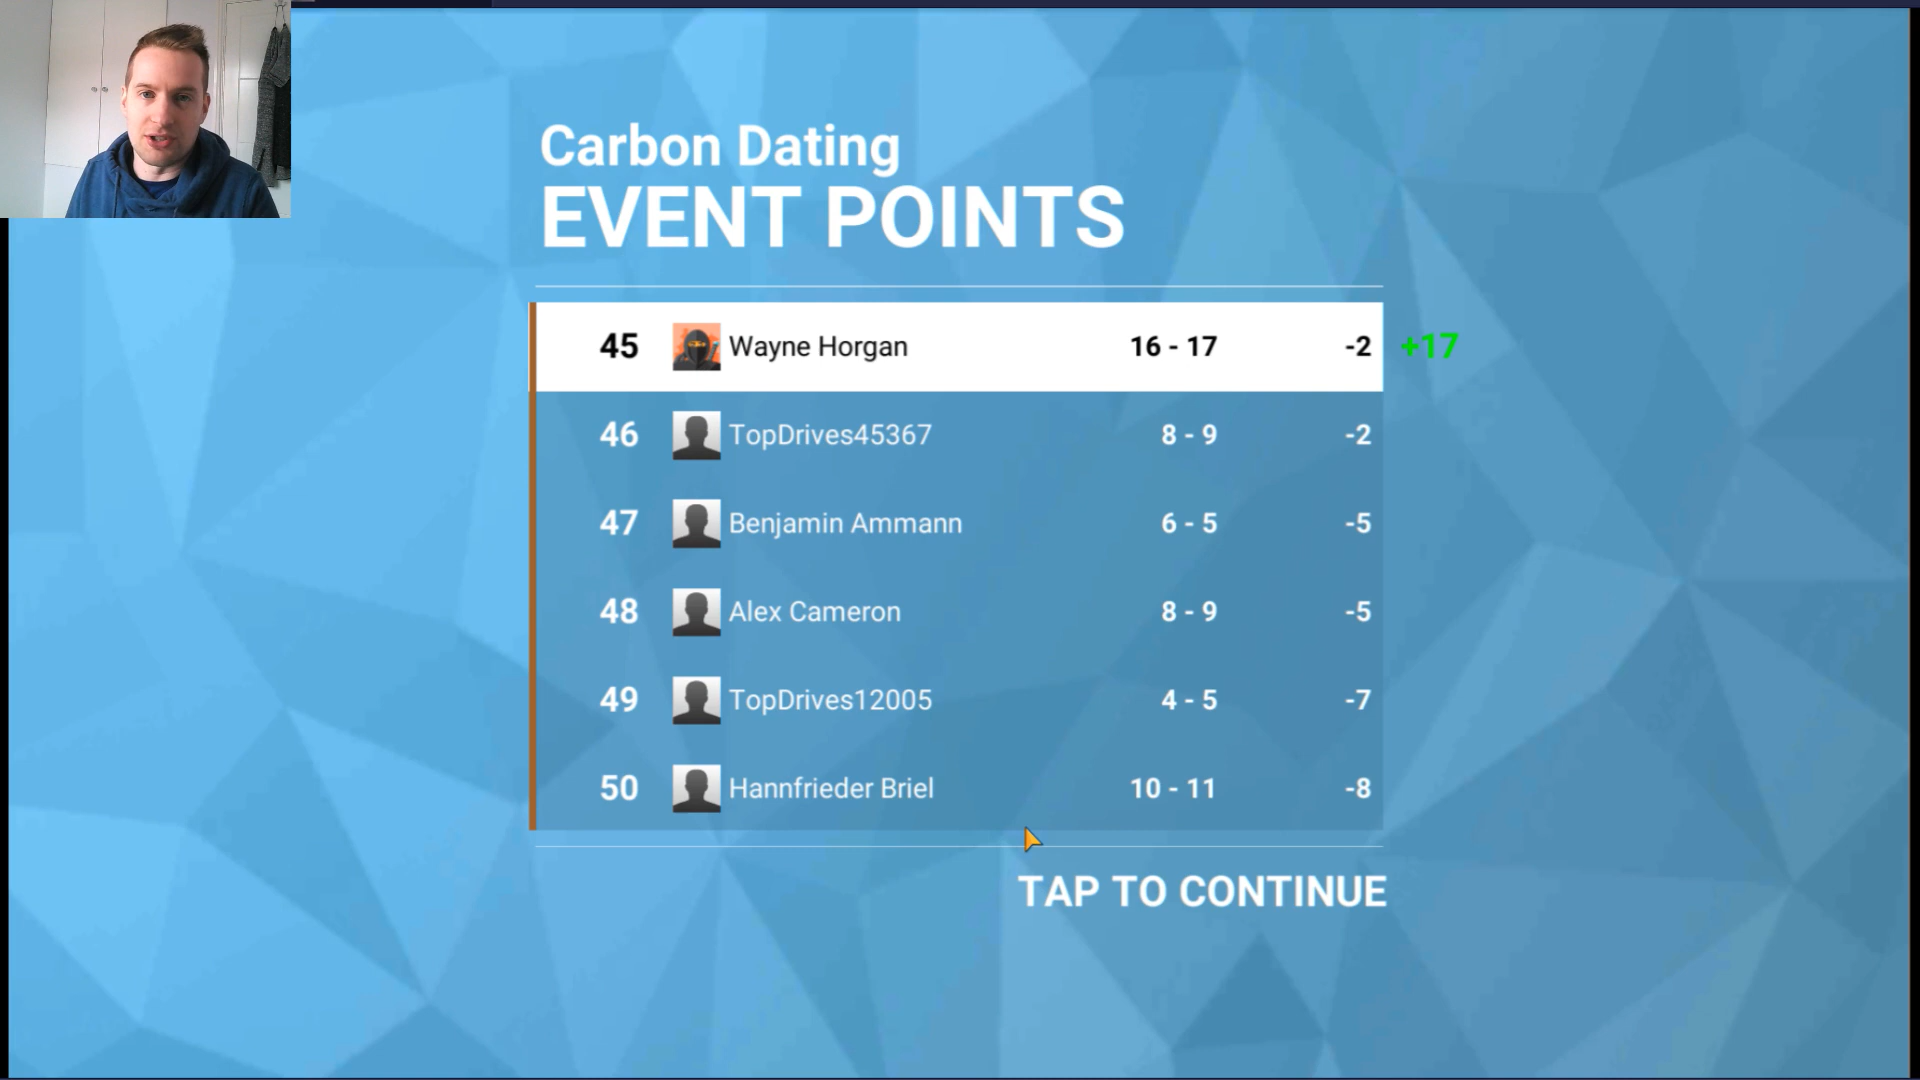 Carbon Dating
EVENT POINTS
45 Wayne Horgan 16 - 17 -2 +17
46 TopDrives45367 8 - 9 -2
47 Benjamin Ammann 6 - 5 -5
48 Alex Cameron 8 - 9 -5
49 TopDrives12005 4 - 5 -7
50 Hannfrieder Briel 10 - 11 -8
TAP TO CONTINUE